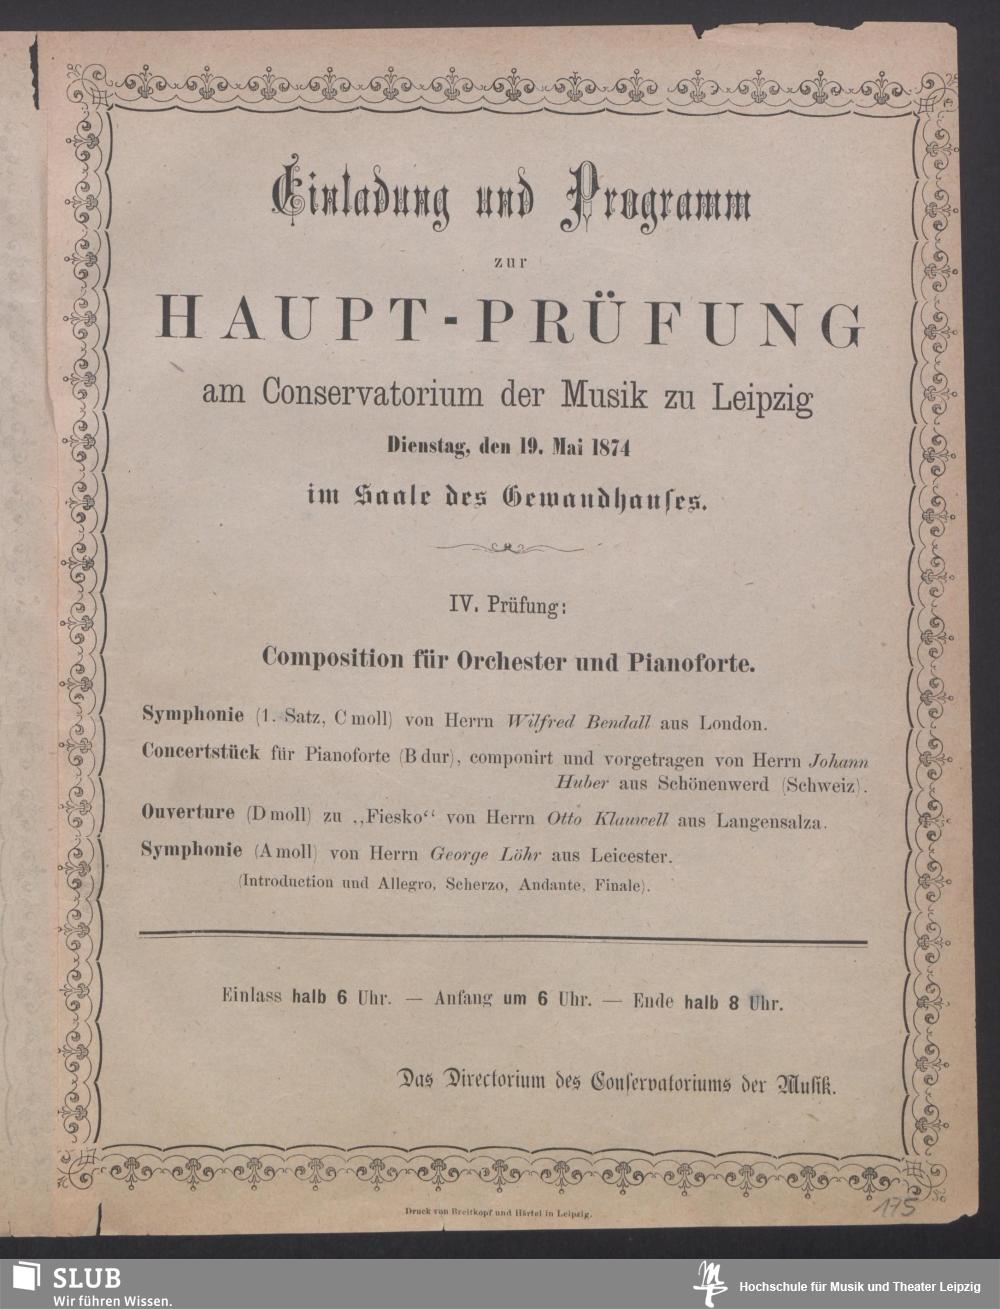 Einladung und Programm
zur
HAUPT-PRÜFUNG
am Conservatorium der Musik zu Leipzig
Dienstag, den 19. Mai 1874
im Saale des Gewandhauses.
IV. Prüfung:
Composition für Orchester und Pianoforte.
Symphonie (1. Satz, C moll) von Herrn Wilfred Bendall aus London.
Concertstück für Pianoforte (B dur), componirt und vorgetragen von Herrn Johann
Huber aus Schönenwerd (Schweiz).
Ouverture (D moll) zu „Fiesko“ von Herrn Otto Klauwell aus Langensalza.
Symphonie (A moll) von Herrn George Löhr aus Leicester.
(Introduction und Allegro, Scherzo, Andante, Finale).
Einlass halb 6 Uhr. — Anfang um 6 Uhr. — Ende halb 8 Uhr.
Das Directorium des Conservatoriums der Musik.
Druck von Breitkopf und Härtel in Leipzig.
175
SLUB
Wir führen Wissen.
Hochschule für Musik und Theater Leipzig